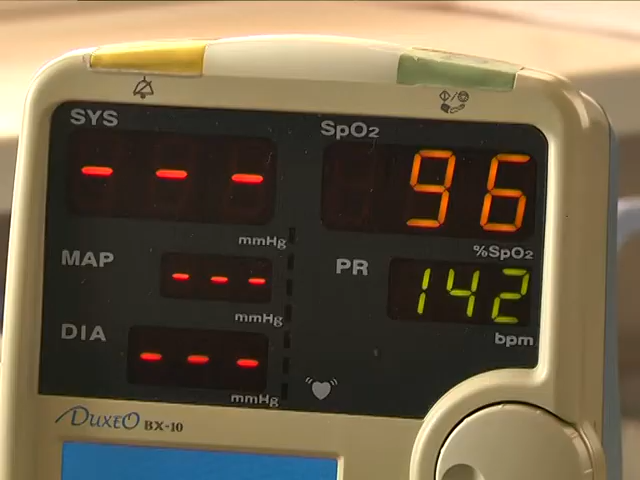 SYS
SpO2
- - -
96
mmHg
%SpO2
MAP
- - -
PR
142
mmHg
bpm
DIA
- - -
mmHg
DUXEO BX-10